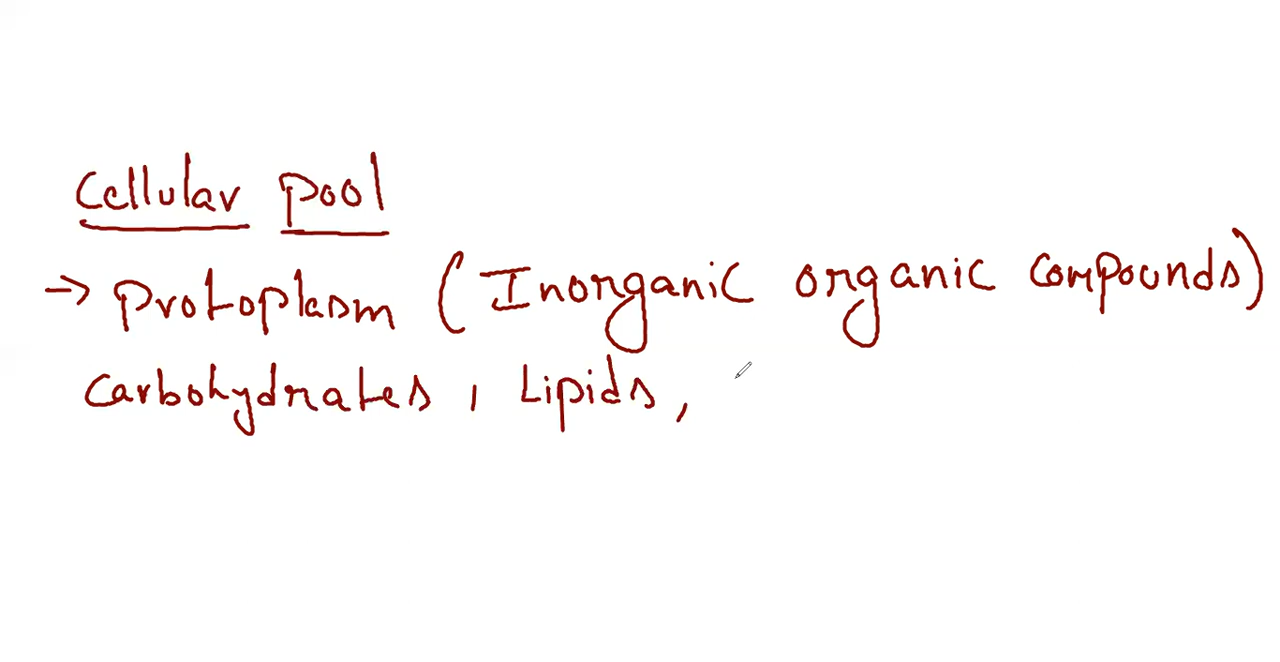 Cellular pool
→ Protoplasm (Inorganic organic compounds)
Carbohydrates, Lipids,